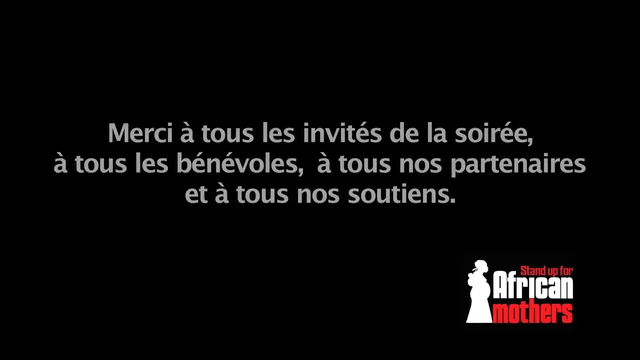 Merci à tous les invités de la soirée,
à tous les bénévoles, à tous nos partenaires
et à tous nos soutiens.
Stand up for
African
mothers